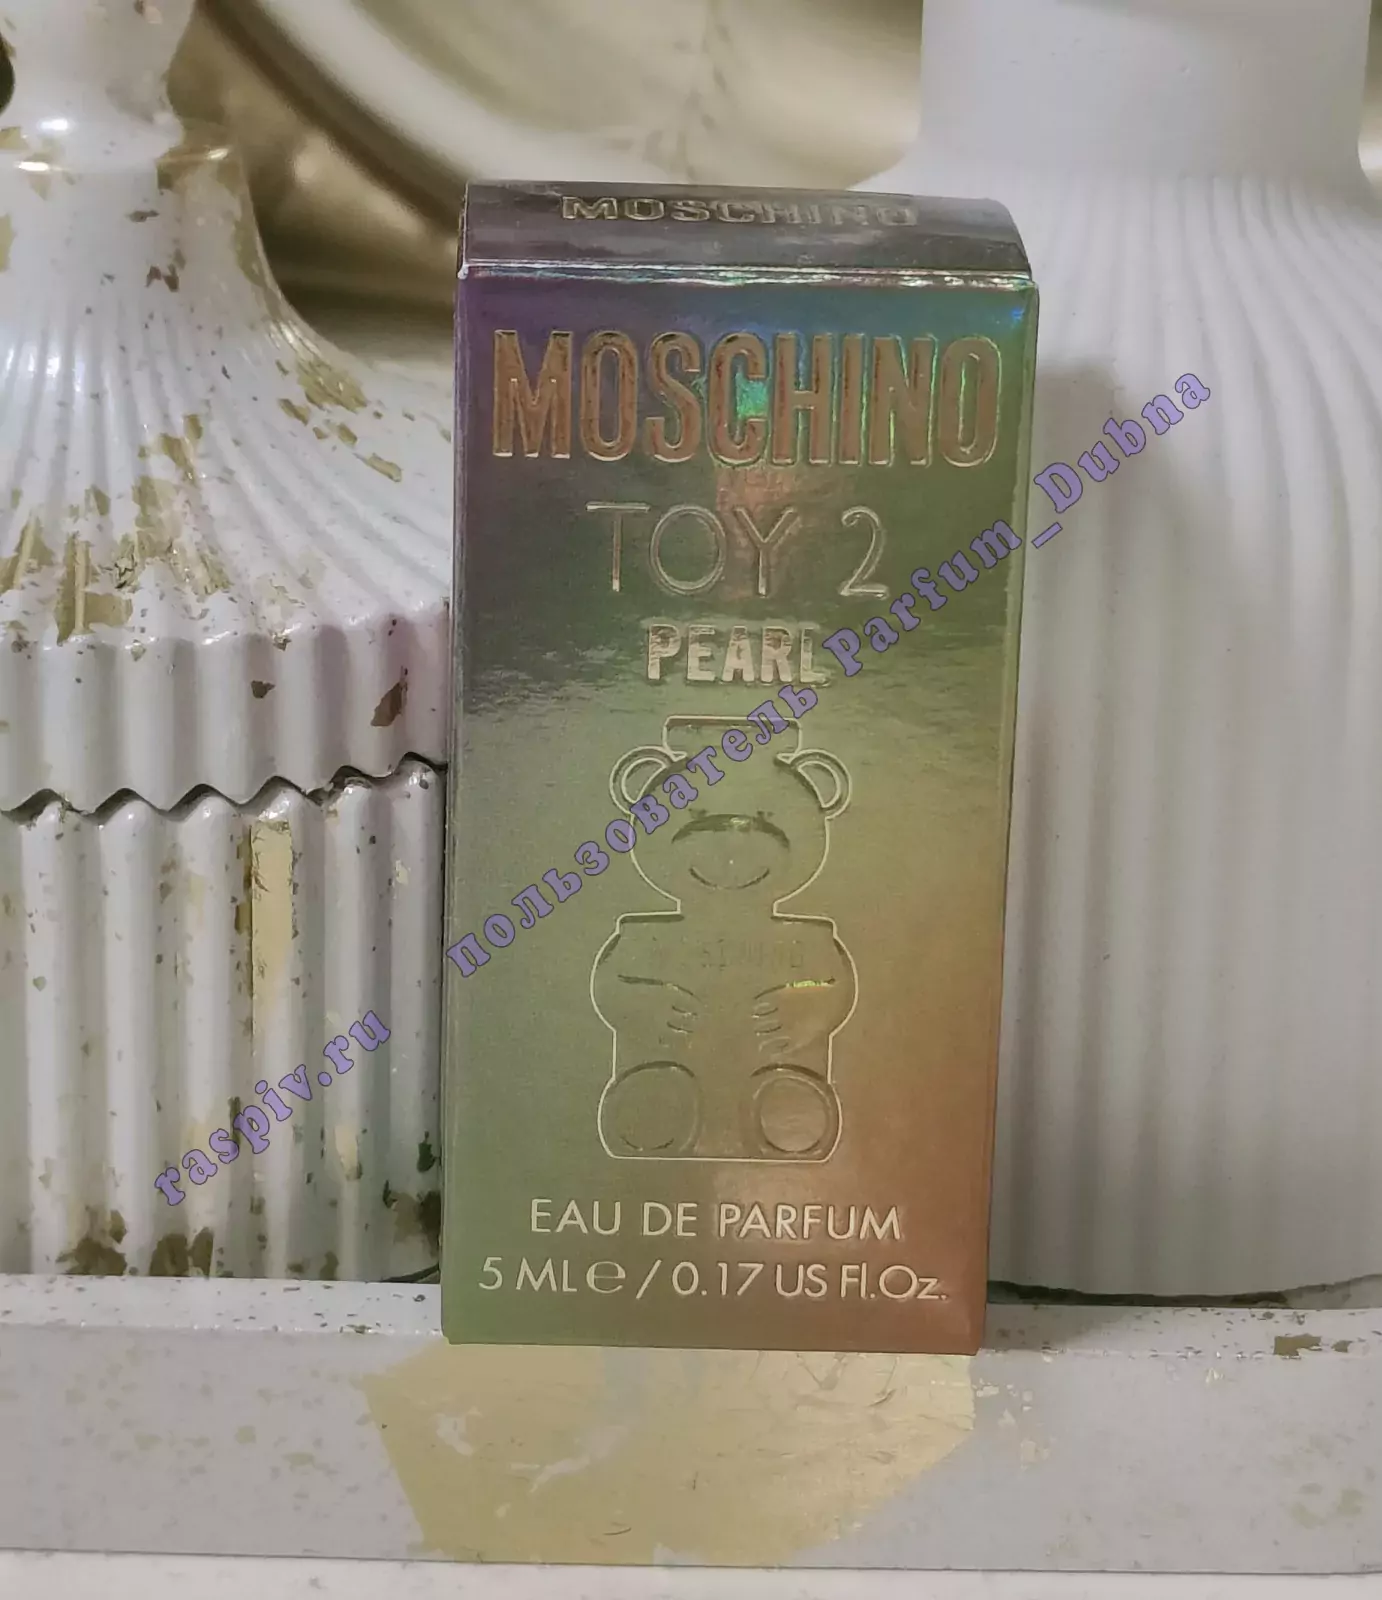 MOSCHINO
MOSCHINO
TOY 2
PEARL
EAU DE PARFUM
5 ML℮ / 0.17 US Fl.Oz.
пользователь Parfum_Dubna
raspiv.ru